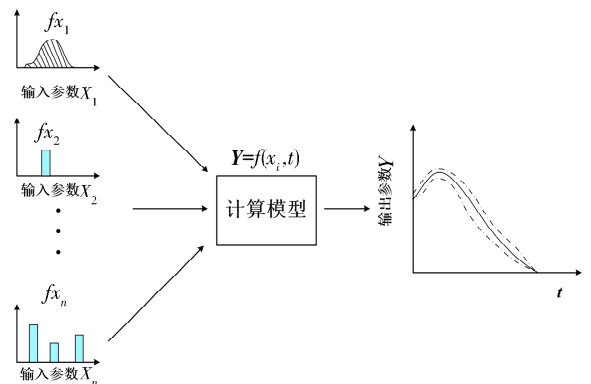 fx₁
输入参数X₁
fx₂
输入参数X₂
fxₙ
输入参数Xₙ
Y=f(xᵢ,t)
计算模型
输出参数Y
t